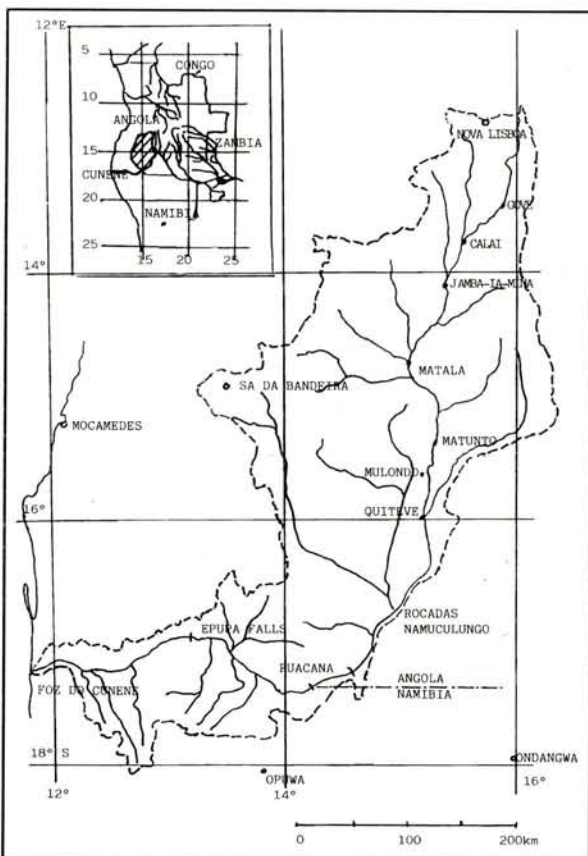 12°E
5
CONGO
10
ANGOLA
15
ZANBIA
CUNENE
20
NAMIBI
25
15 20 25
14
NOVA LISBOA
GOVE
CALAI
14°
JAMBA-IA-MINA
MATALA
SA DA BANDEIRA
MOCAMEDES
MATUNTO
MULONDO
16°
QUITEVE
ROCADAS
NAMUCULUNGO
EPUPA FALLS
RUACANA
ANGOLA
NAMIBIA
FOZ DO CUNENE
18° S
ONDANGWA
12° 14° 16°
OPUWA
0 100 200km